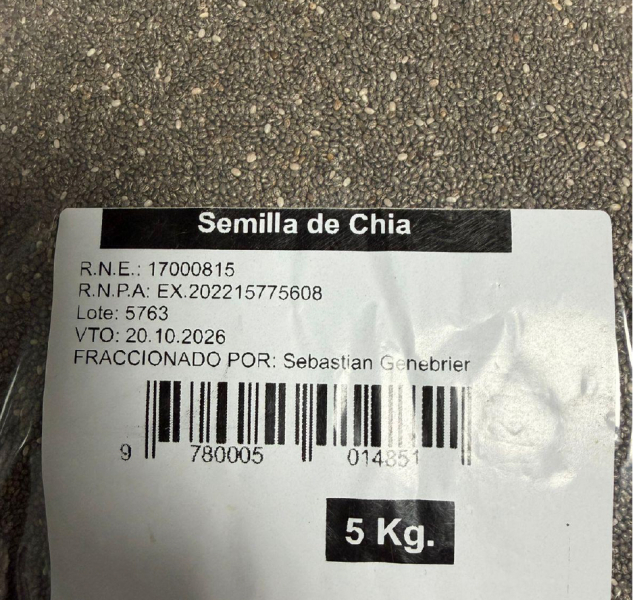 Semilla de Chia
R.N.E.: 17000815
R.N.P.A: EX.202215775608
Lote: 5763
VTO: 20.10.2026
FRACCIONADO POR: Sebastian Genebrier
9 780005 014851
5 Kg.